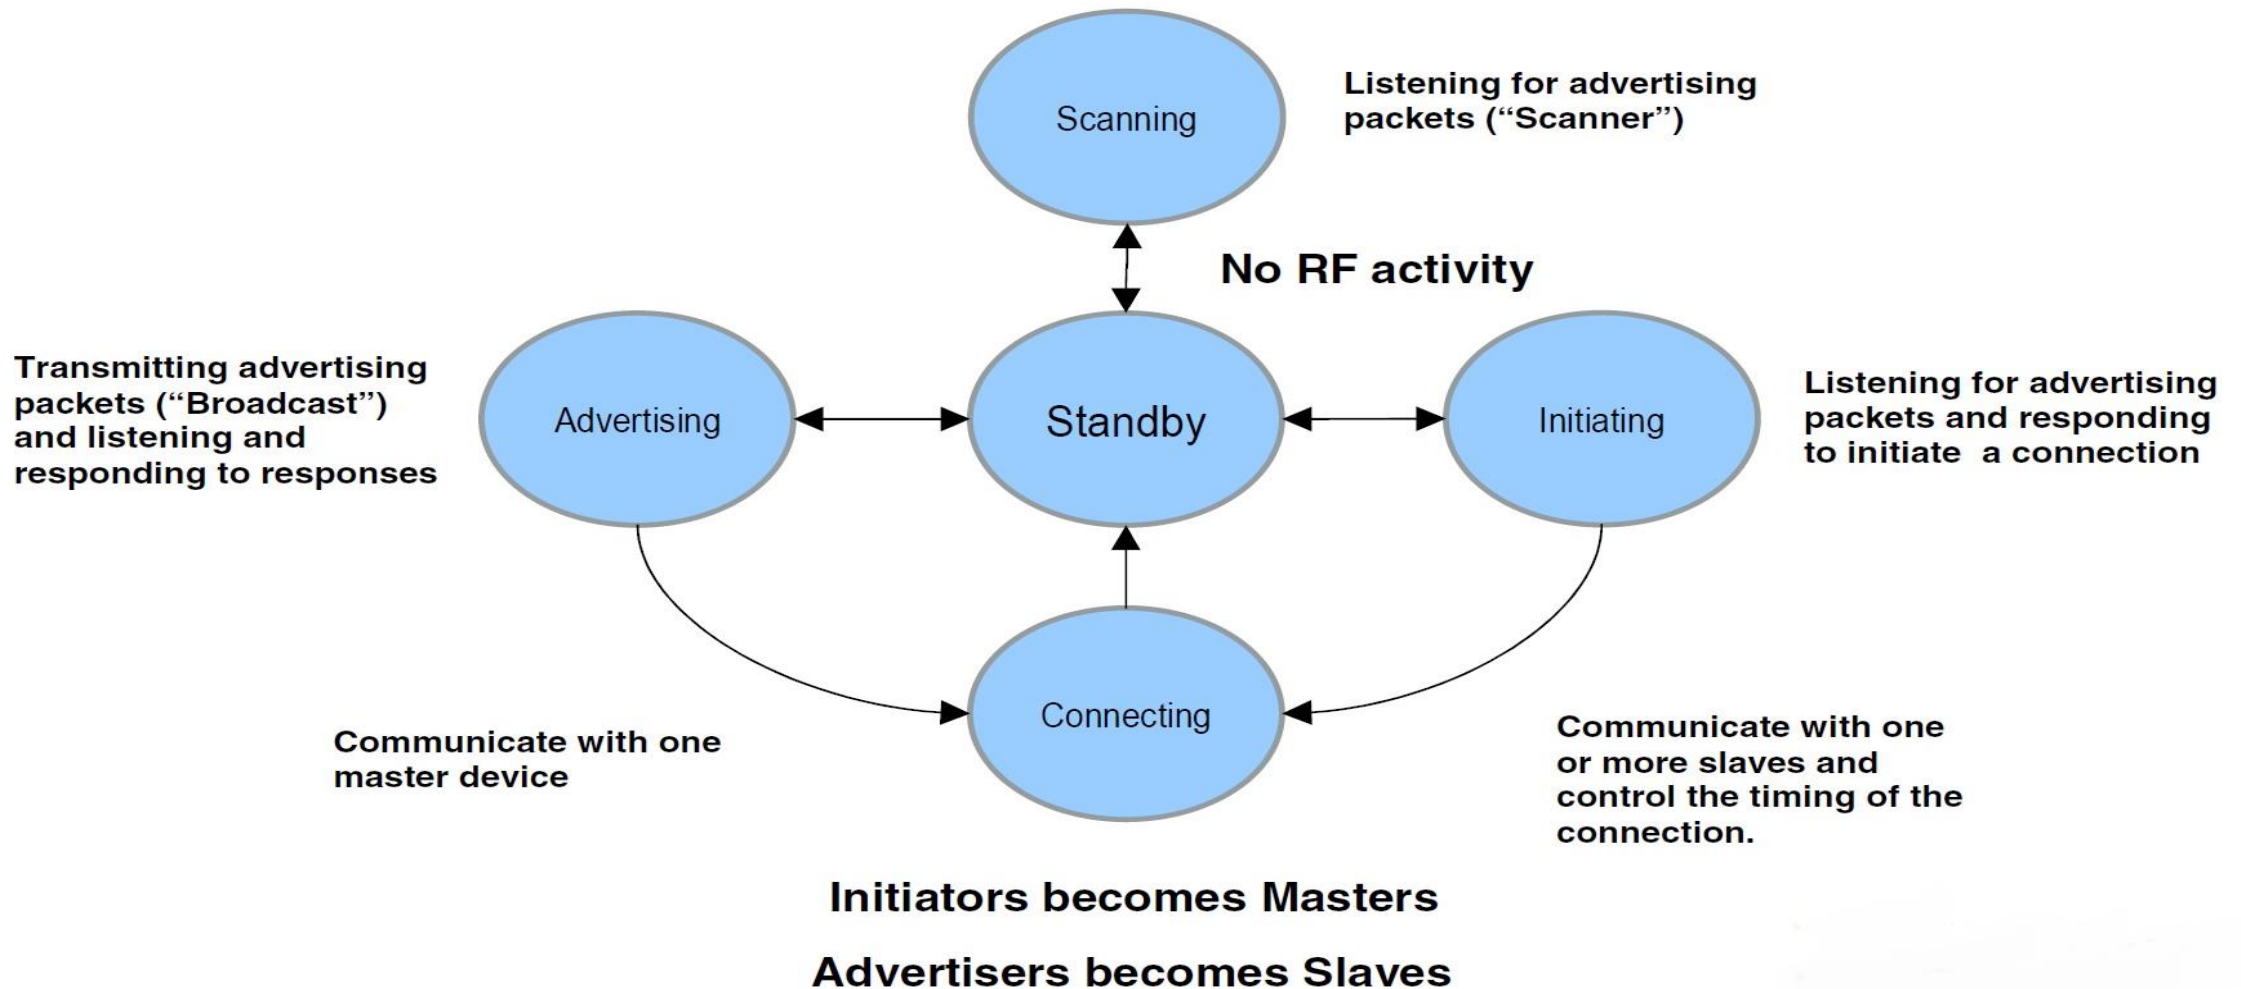 Scanning
Listening for advertising
packets (“Scanner”)
No RF activity
Transmitting advertising
packets (“Broadcast”)
and listening and
responding to responses
Advertising
Standby
Initiating
Listening for advertising
packets and responding
to initiate  a connection
Connecting
Communicate with one
master device
Communicate with one
or more slaves and
control the timing of the
connection.
Initiators becomes Masters
Advertisers becomes Slaves